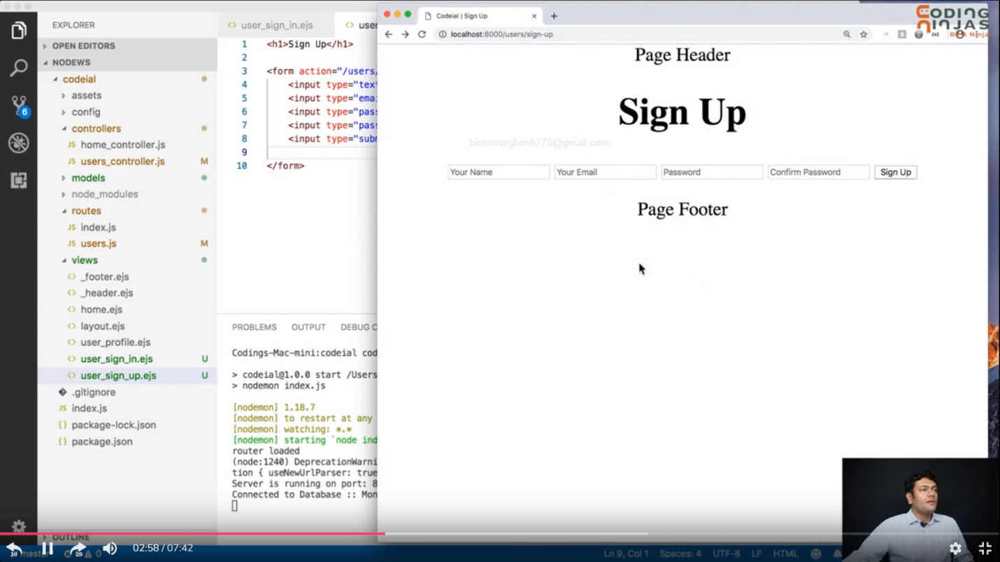 EXPLORER
OPEN EDITORS
NODEWS
codeial
assets
config
controllers
home_controller.js
users_controller.js M
models
node_modules
routes
index.js
users.js M
views
_footer.ejs
_header.ejs
home.ejs
layout.ejs
user_profile.ejs
user_sign_in.ejs U
user_sign_up.ejs U
.gitignore
index.js
package-lock.json
package.json
OUTLINE
6
user_sign_in.ejs
1 <h1>Sign Up</h1>
2
3 <form action="/users/
4 <input type="text
5 <input type="emai
6 <input type="pass
7 <input type="pass
8 <input type="subm
9
10 </form>
PROBLEMS OUTPUT DEBUG C
Codings-Mac-mini:codeial cod
> codeial@1.0.0 start /Users
> nodemon index.js
[nodemon] 1.18.7
[nodemon] to restart at any
[nodemon] watching: *.*
[nodemon] starting `node ind
router loaded
(node:1240) DeprecationWarni
tion { useNewUrlParser: true
Server is running on port: 8
Connected to Database :: Mon
Codeial | Sign Up
localhost:8000/users/sign-up
CODING
NINJAS
Page Header
Sign Up
bireswarghosh770@gmail.com
Your Name Your Email Password Confirm Password Sign Up
Page Footer
20 20 02:58 / 07:42
master 0 Ln 9, Col 1 Spaces: 4 UTF-8 LF HTML